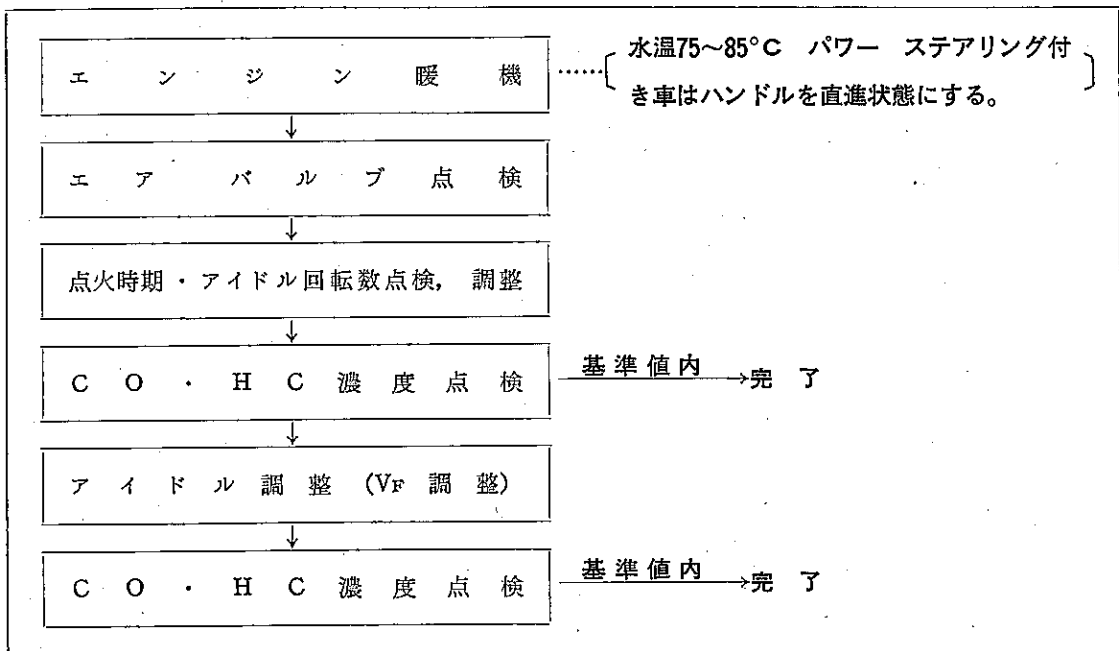 エンジン暖機……〔水温75~85°C パワー ステアリング付
き車はハンドルを直進状態にする。〕
↓
エア バルブ点検
↓
点火時期・アイドル回転数点検,調整
↓
CO・HC濃度点検 基準値内→完了
↓
アイドル調整(VF調整)
↓
CO・HC濃度点検 基準値内→完了